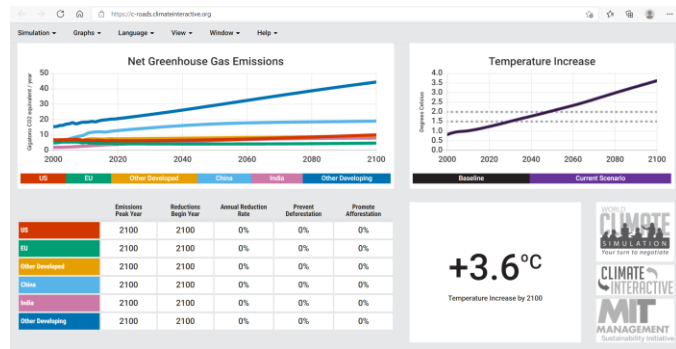 https://c-roads.climateinteractive.org
Simulation Graphs Language View Window Help
Net Greenhouse Gas Emissions
Gigatons CO2 equivalent / year
50
40
30
20
10
0
2000 2020 2040 2060 2080 2100
US EU Other Developed China India Other Developing
Temperature Increase
Degrees Celsius
4.0
3.5
3.0
2.5
2.0
1.5
1.0
0.5
0.0
2000 2020 2040 2060 2080 2100
Baseline Current Scenario
Emissions Peak Year Reductions Begin Year Annual Reduction Rate Prevent Deforestation Promote Afforestation
US 2100 2100 0% 0% 0%
EU 2100 2100 0% 0% 0%
Other Developed 2100 2100 0% 0% 0%
China 2100 2100 0% 0% 0%
India 2100 2100 0% 0% 0%
Other Developing 2100 2100 0% 0% 0%
+3.6°C
Temperature Increase by 2100
WORLD
CLIMATE
SIMULATION
Your turn to negotiate
CLIMATE
INTERACTIVE
MIT
MANAGEMENT
Sustainability Initiative